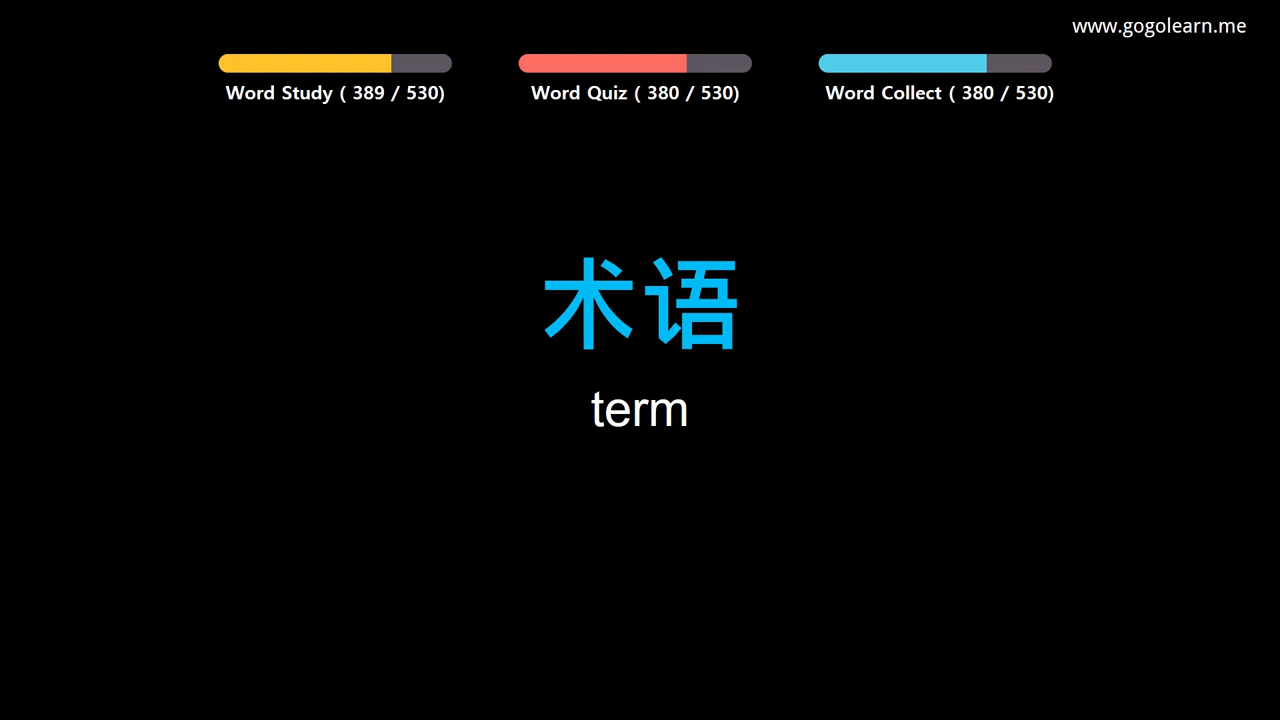 www.gogolearn.me
Word Study ( 389 / 530)
Word Quiz ( 380 / 530)
Word Collect ( 380 / 530)
术语
term